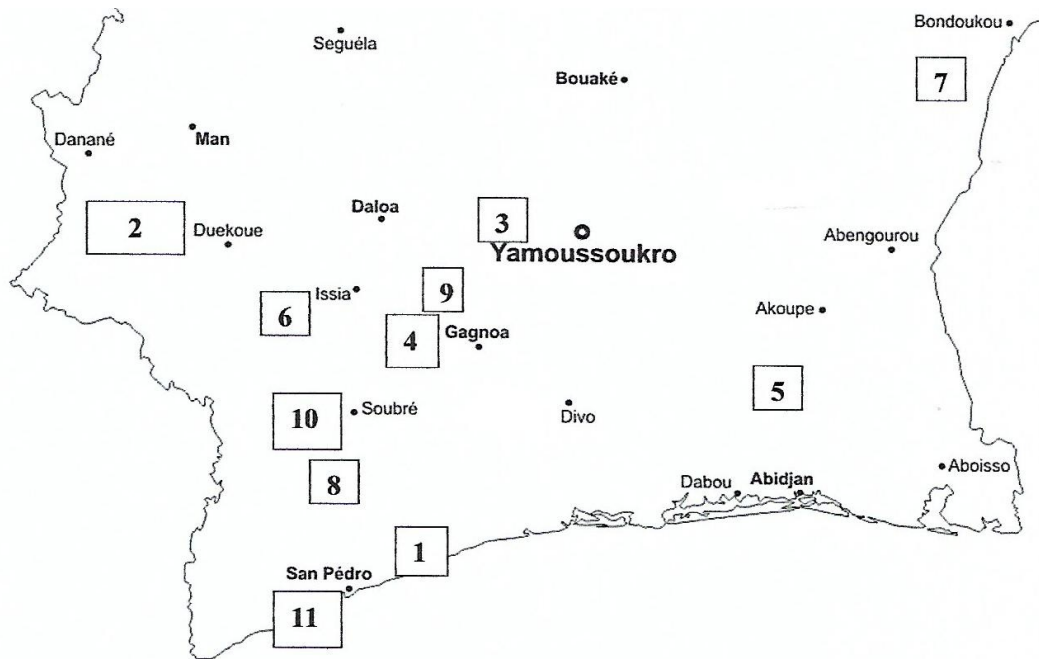 Bondoukou
Seguéla
7
Bouaké
Man
Danané
Daloa
3
2
Duekoue
Yamoussoukro
Abengourou
9
Issia
6
Akoupe
4
Gagnoa
5
10
Soubré
Divo
8
Dabou
Abidjan
Aboisso
1
San Pédro
11